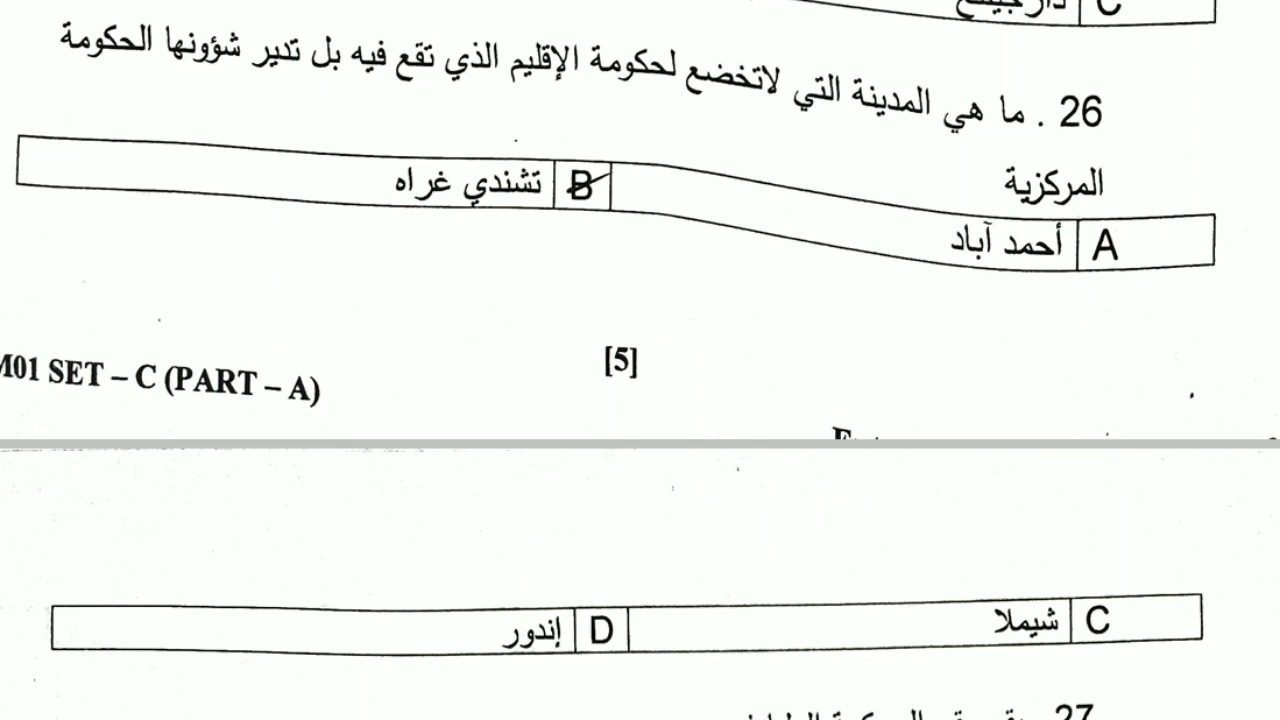 C دارجيلنغ
26 . ما هي المدينة التي لاتخضع لحكومة الإقليم الذي تقع فيه بل تدير شؤونها الحكومة
المركزية
A أحمد آباد B تشندي غراه
[5]
M01 SET – C (PART – A)
C شيملا D إندور
27